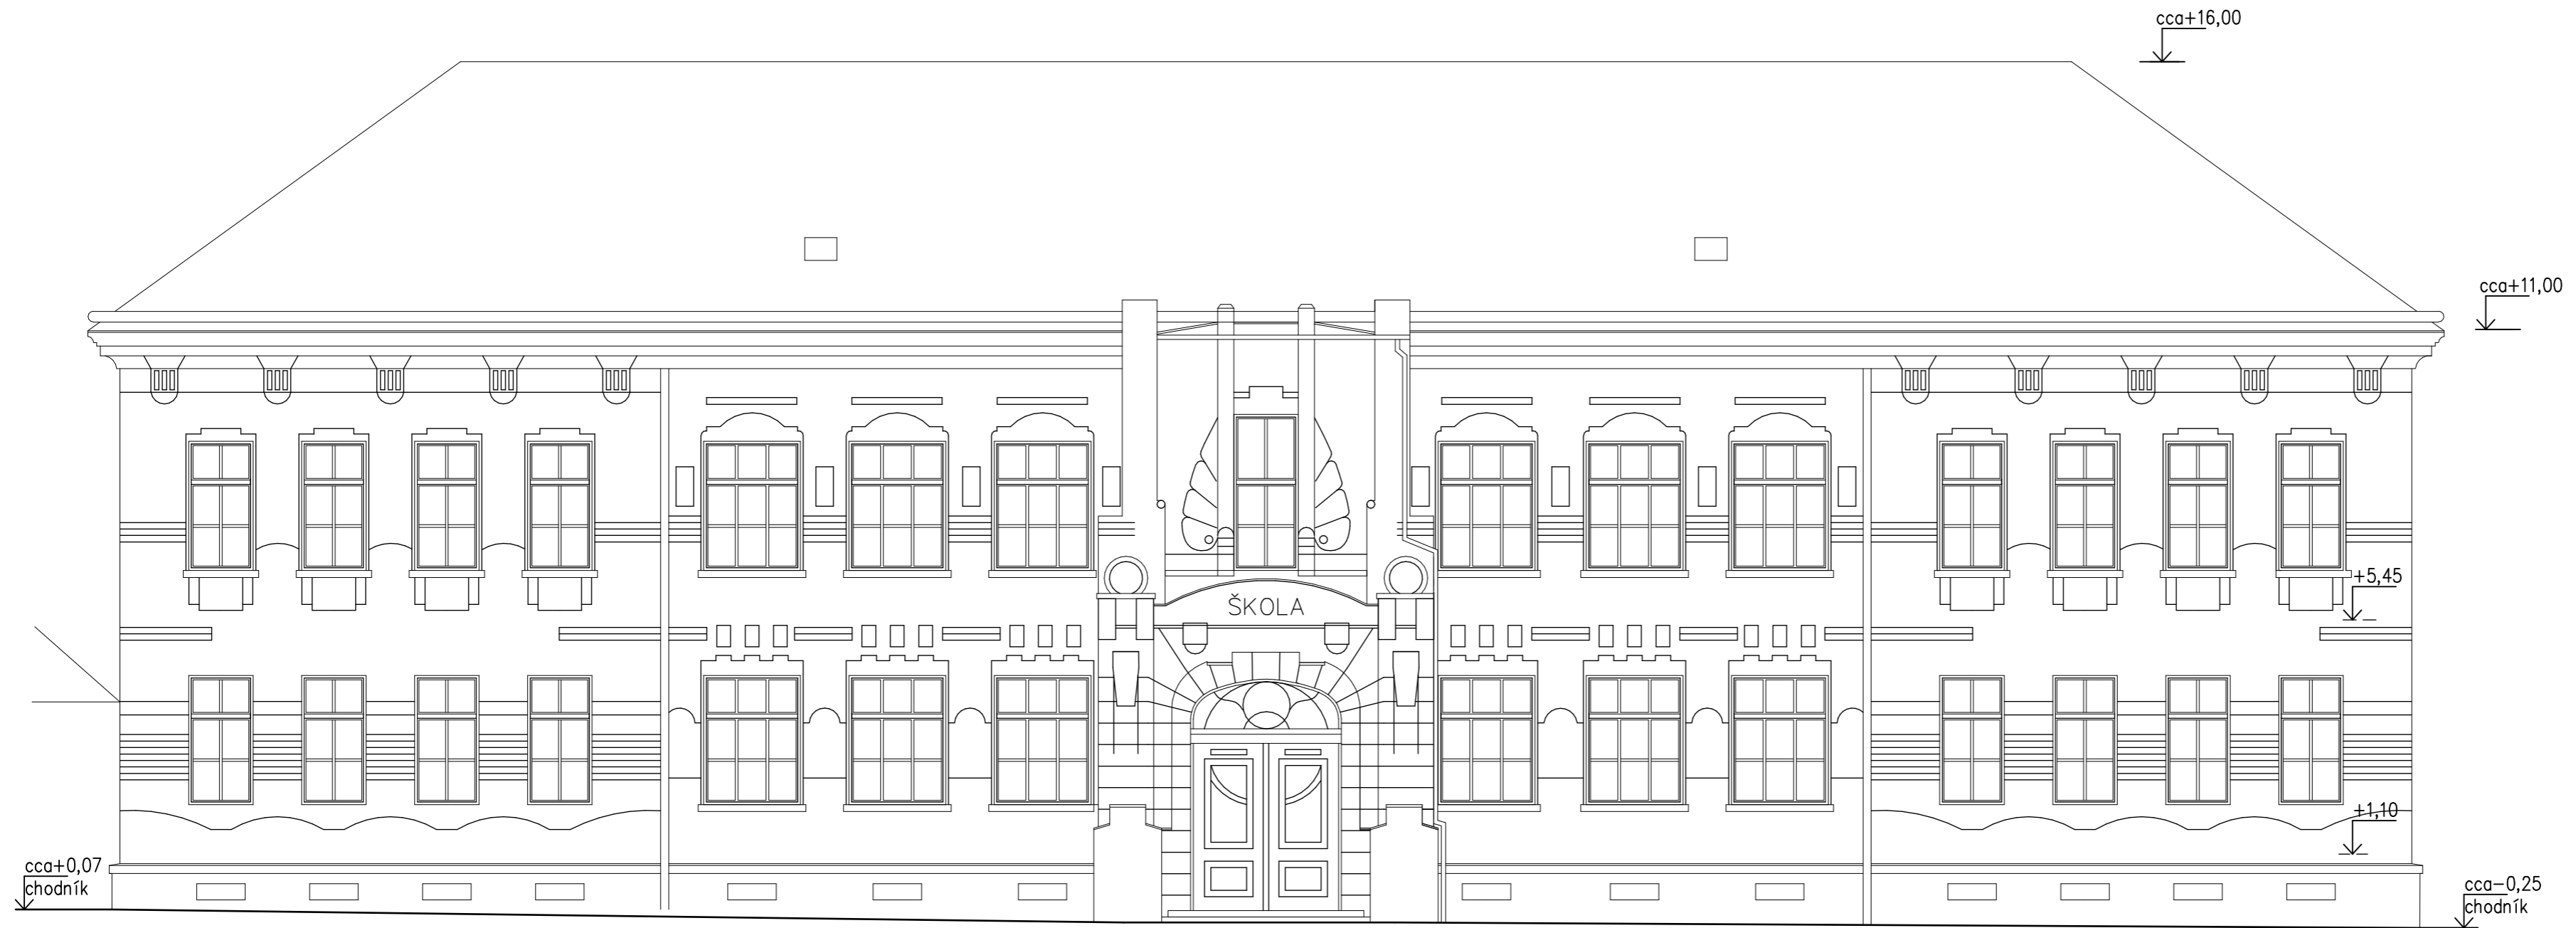 cca+16,00
cca+11,00
+5,45
ŠKOLA
+1,10
cca+0,07
chodník
cca-0,25
chodník